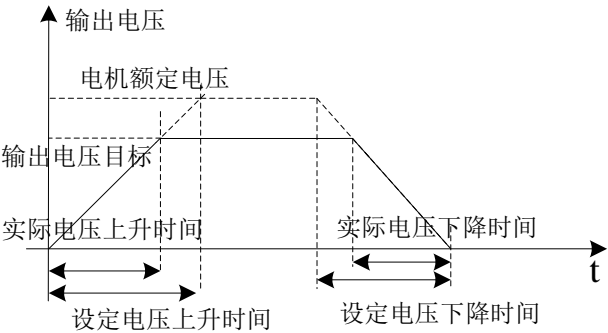 输出电压
电机额定电压
输出电压目标
实际电压上升时间
实际电压下降时间
t
设定电压上升时间
设定电压下降时间